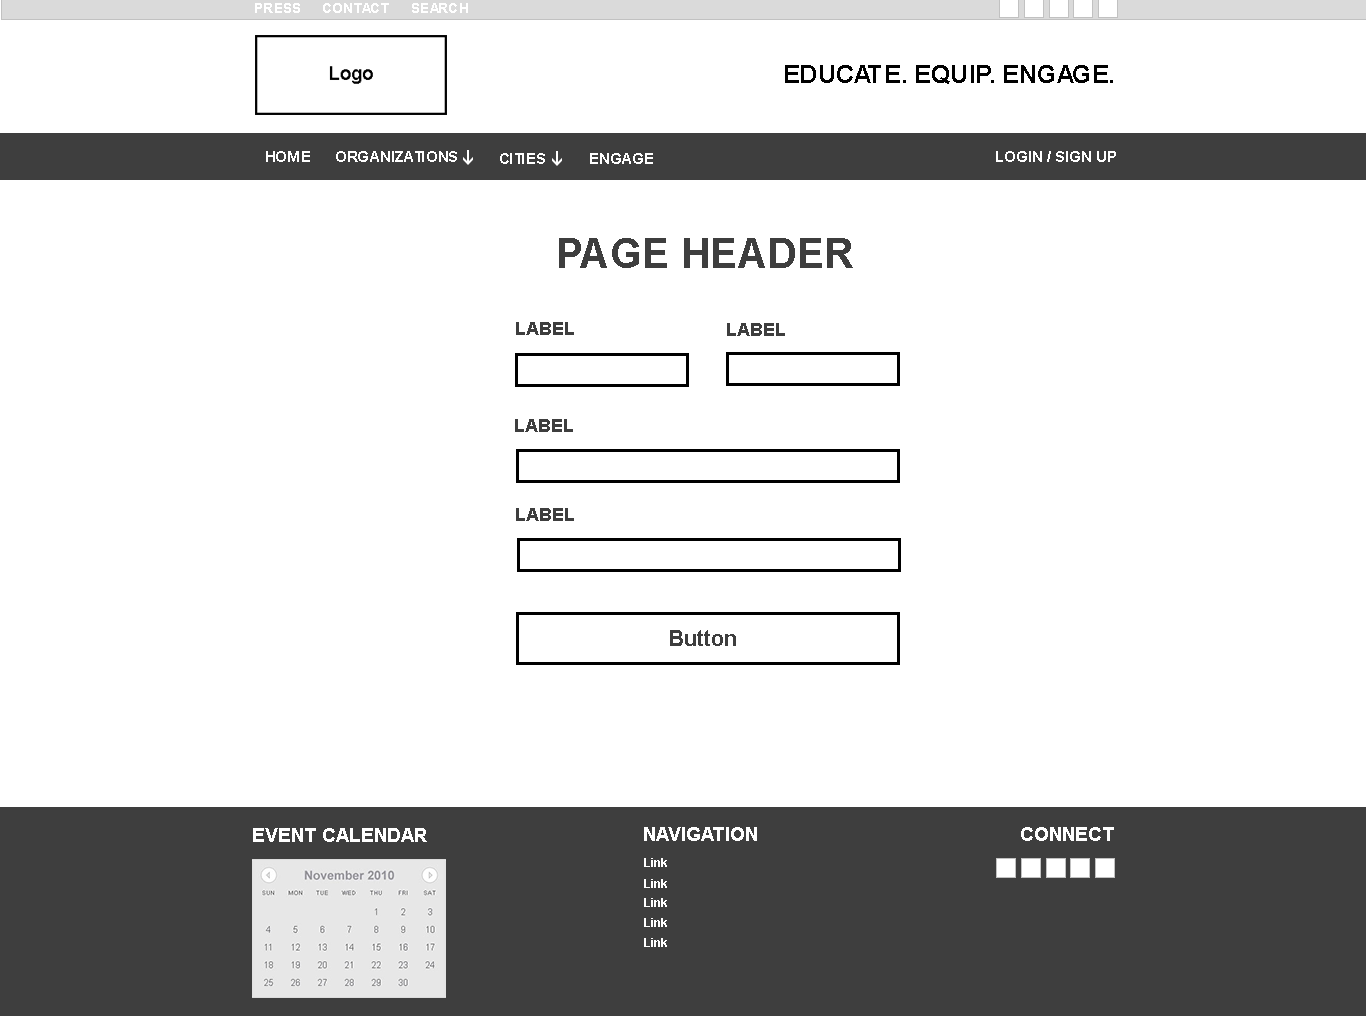 PRESS CONTACT SEARCH
Logo
EDUCATE. EQUIP. ENGAGE.
HOME ORGANIZATIONS CITIES ENGAGE LOGIN / SIGN UP
PAGE HEADER
LABEL LABEL
LABEL
LABEL
Button
EVENT CALENDAR
November 2010
SUN MON TUE WED THU FRI SAT
1 2 3
4 5 6 7 8 9 10
11 12 13 14 15 16 17
18 19 20 21 22 23 24
25 26 27 28 29 30
NAVIGATION
Link
Link
Link
Link
Link
CONNECT